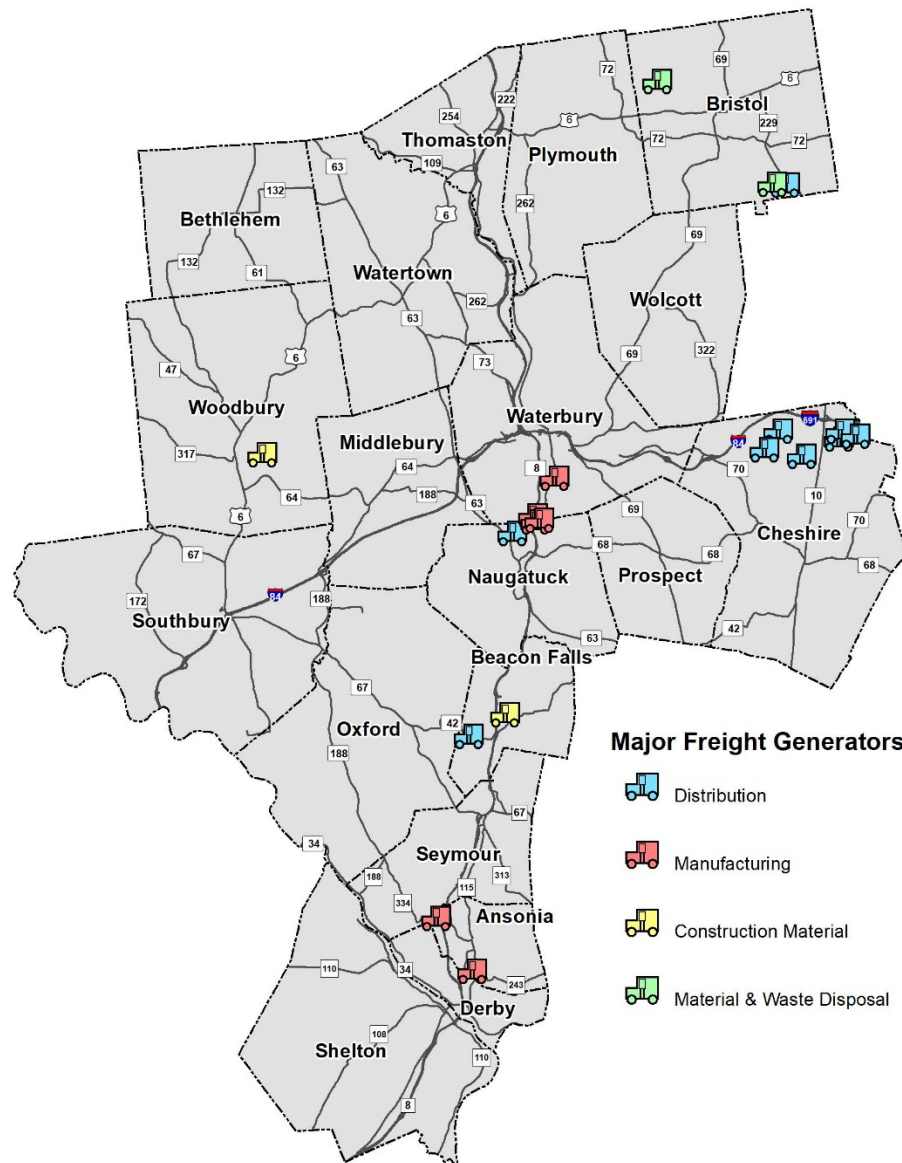 69
6
72
Bristol
222
254
6
229
Thomaston
Plymouth
72
72
63
109
132
262
Bethlehem
6
69
132
61
Watertown
262
Wolcott
63
6
69
322
47
73
Woodbury
Waterbury
691
Middlebury
84
317
64
8
70
64
188
63
10
6
69
70
Cheshire
67
68
68
68
Naugatuck
Prospect
84
172
188
Southbury
42
63
Beacon Falls
67
42
Oxford
188
Major Freight Generators
Distribution
67
34
Seymour
Manufacturing
188
313
115
334
Ansonia
Construction Material
110
34
243
Material & Waste Disposal
Derby
108
Shelton
110
8